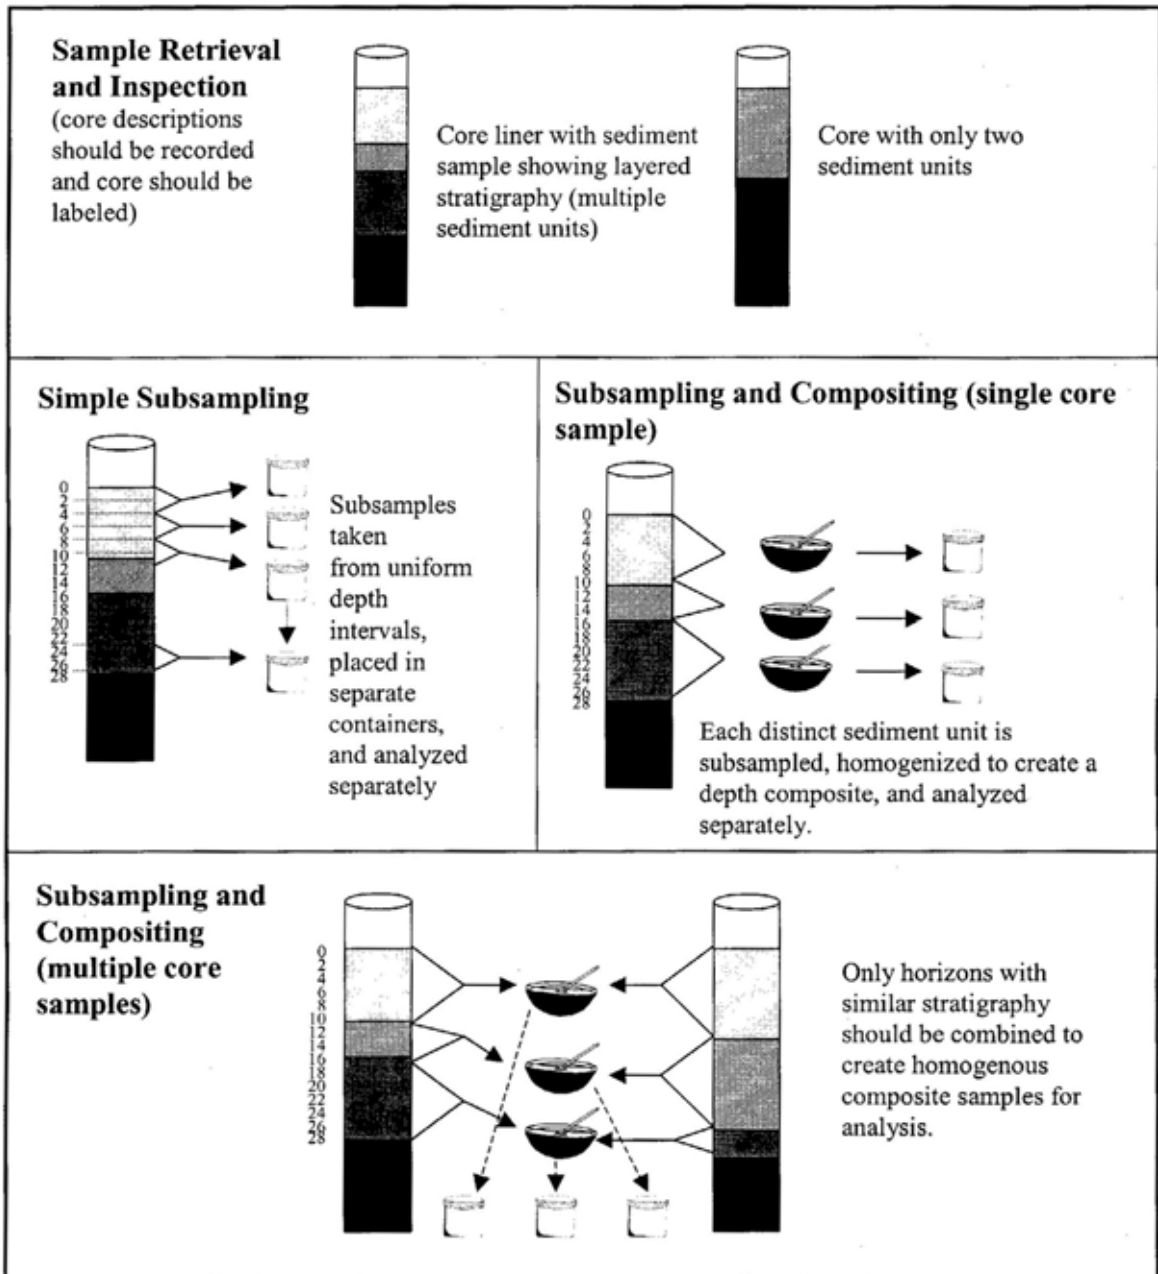 Sample Retrieval
and Inspection
(core descriptions
should be recorded
and core should be
labeled)
Core liner with sediment
sample showing layered
stratigraphy (multiple
sediment units)
Core with only two
sediment units
Simple Subsampling
0
2
4
6
8
10
12
14
16
18
20
22
24
26
28
Subsamples
taken
from uniform
depth
intervals,
placed in
separate
containers,
and analyzed
separately
Subsampling and Compositing (single core
sample)
0
2
4
6
8
10
12
14
16
18
20
22
24
26
28
Each distinct sediment unit is
subsampled, homogenized to create a
depth composite, and analyzed
separately.
Subsampling and
Compositing
(multiple core
samples)
0
2
4
6
8
10
12
14
16
18
20
22
24
26
28
Only horizons with
similar stratigraphy
should be combined to
create homogenous
composite samples for
analysis.